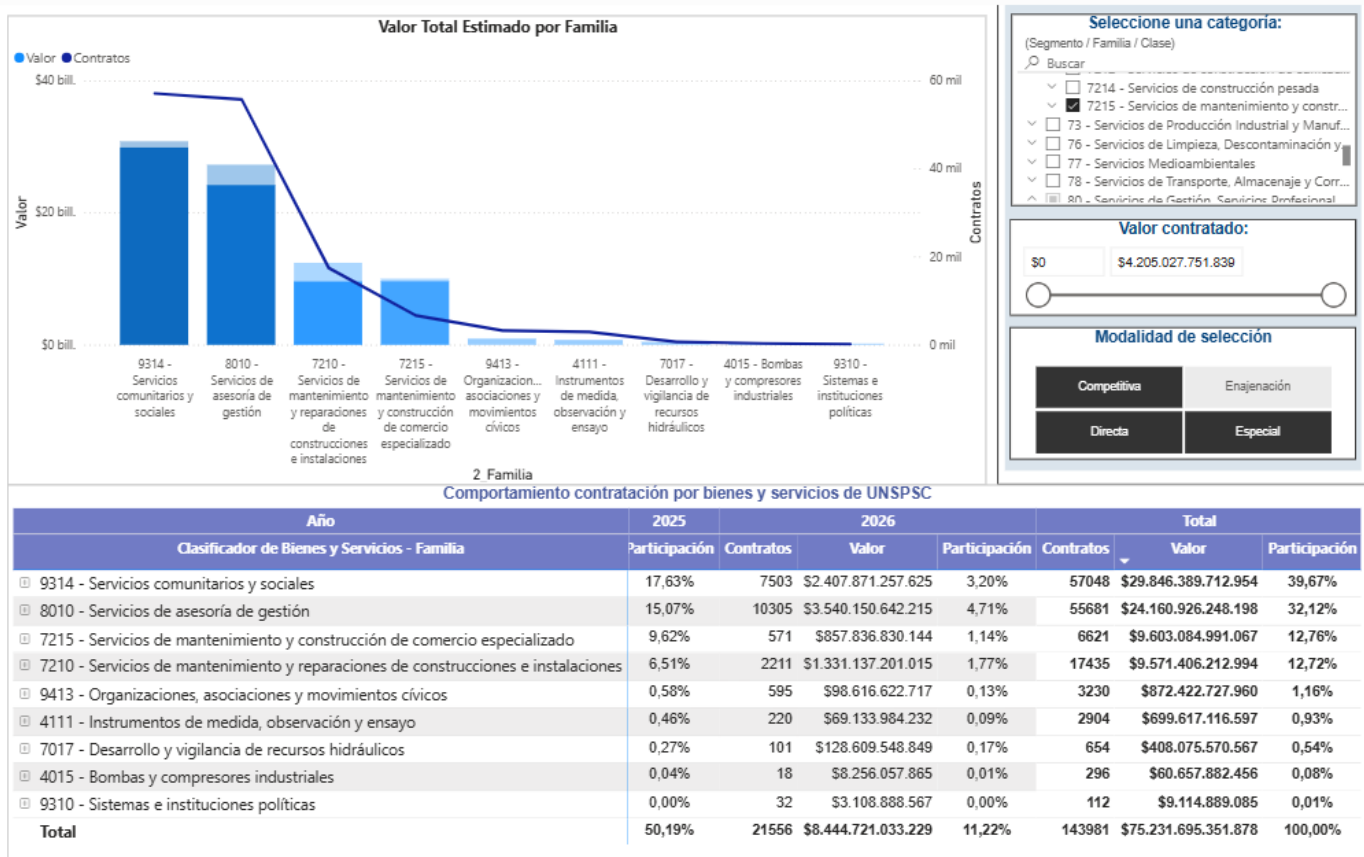 Valor Total Estimado por Familia
Valor Contratos
$40 bill.
$20 bill.
$0 bill.
Valor
60 mil
40 mil
20 mil
0 mil
Contratos
9314 -
Servicios
comunitarios y
sociales
8010 -
Servicios de
asesoría de
gestión
7210 -
Servicios de
mantenimiento
y reparaciones
de
construcciones
e instalaciones
7215 -
Servicios de
mantenimiento
y construcción
de comercio
especializado
9413 -
Organizacion...
asociaciones y
movimientos
cívicos
4111 -
Instrumentos
de medida,
observación y
ensayo
7017 -
Desarrollo y
vigilancia de
recursos
hidráulicos
4015 - Bombas
y compresores
industriales
9310 -
Sistemas e
instituciones
políticas
2_Familia
Seleccione una categoría:
(Segmento / Familia / Clase)
Buscar
7214 - Servicios de construcción pesada
7215 - Servicios de mantenimiento y constr...
73 - Servicios de Producción Industrial y Manuf...
76 - Servicios de Limpieza, Descontaminación y...
77 - Servicios Medioambientales
78 - Servicios de Transporte, Almacenaje y Corr...
80 - Servicios de Gestión, Servicios Profesional
Valor contratado:
$0 $4.205.027.751.839
Modalidad de selección
Competitiva Enajenación
Directa Especial
Comportamiento contratación por bienes y servicios de UNSPSC
Año 2025 2026 Total
Clasificador de Bienes y Servicios - Familia Participación Contratos Valor Participación Contratos Valor Participación
9314 - Servicios comunitarios y sociales 17,63% 7503 $2.407.871.257.625 3,20% 57048 $29.846.389.712.954 39,67%
8010 - Servicios de asesoría de gestión 15,07% 10305 $3.540.150.642.215 4,71% 55681 $24.160.926.248.198 32,12%
7215 - Servicios de mantenimiento y construcción de comercio especializado 9,62% 571 $857.836.830.144 1,14% 6621 $9.603.084.991.067 12,76%
7210 - Servicios de mantenimiento y reparaciones de construcciones e instalaciones 6,51% 2211 $1.331.137.201.015 1,77% 17435 $9.571.406.212.994 12,72%
9413 - Organizaciones, asociaciones y movimientos cívicos 0,58% 595 $98.616.622.717 0,13% 3230 $872.422.727.960 1,16%
4111 - Instrumentos de medida, observación y ensayo 0,46% 220 $69.133.984.232 0,09% 2904 $699.617.116.597 0,93%
7017 - Desarrollo y vigilancia de recursos hidráulicos 0,27% 101 $128.609.548.849 0,17% 654 $408.075.570.567 0,54%
4015 - Bombas y compresores industriales 0,04% 18 $8.256.057.865 0,01% 296 $60.657.882.456 0,08%
9310 - Sistemas e instituciones políticas 0,00% 32 $3.108.888.567 0,00% 112 $9.114.889.085 0,01%
Total 50,19% 21556 $8.444.721.033.229 11,22% 143981 $75.231.695.351.878 100,00%